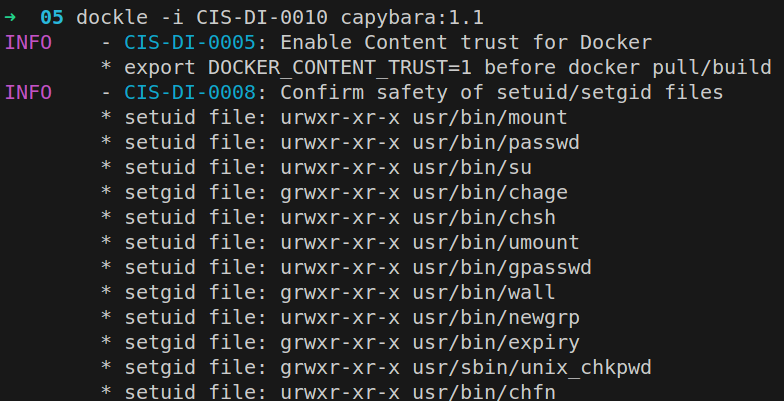 ➜  05 dockle -i CIS-DI-0010 capybara:1.1
INFO    - CIS-DI-0005: Enable Content trust for Docker
        * export DOCKER_CONTENT_TRUST=1 before docker pull/build
INFO    - CIS-DI-0008: Confirm safety of setuid/setgid files
        * setuid file: urwxr-xr-x usr/bin/mount
        * setuid file: urwxr-xr-x usr/bin/passwd
        * setuid file: urwxr-xr-x usr/bin/su
        * setgid file: grwxr-xr-x usr/bin/chage
        * setuid file: urwxr-xr-x usr/bin/chsh
        * setuid file: urwxr-xr-x usr/bin/umount
        * setuid file: urwxr-xr-x usr/bin/gpasswd
        * setgid file: grwxr-xr-x usr/bin/wall
        * setuid file: urwxr-xr-x usr/bin/newgrp
        * setgid file: grwxr-xr-x usr/bin/expiry
        * setgid file: grwxr-xr-x usr/sbin/unix_chkpwd
        * setuid file: urwxr-xr-x usr/bin/chfn